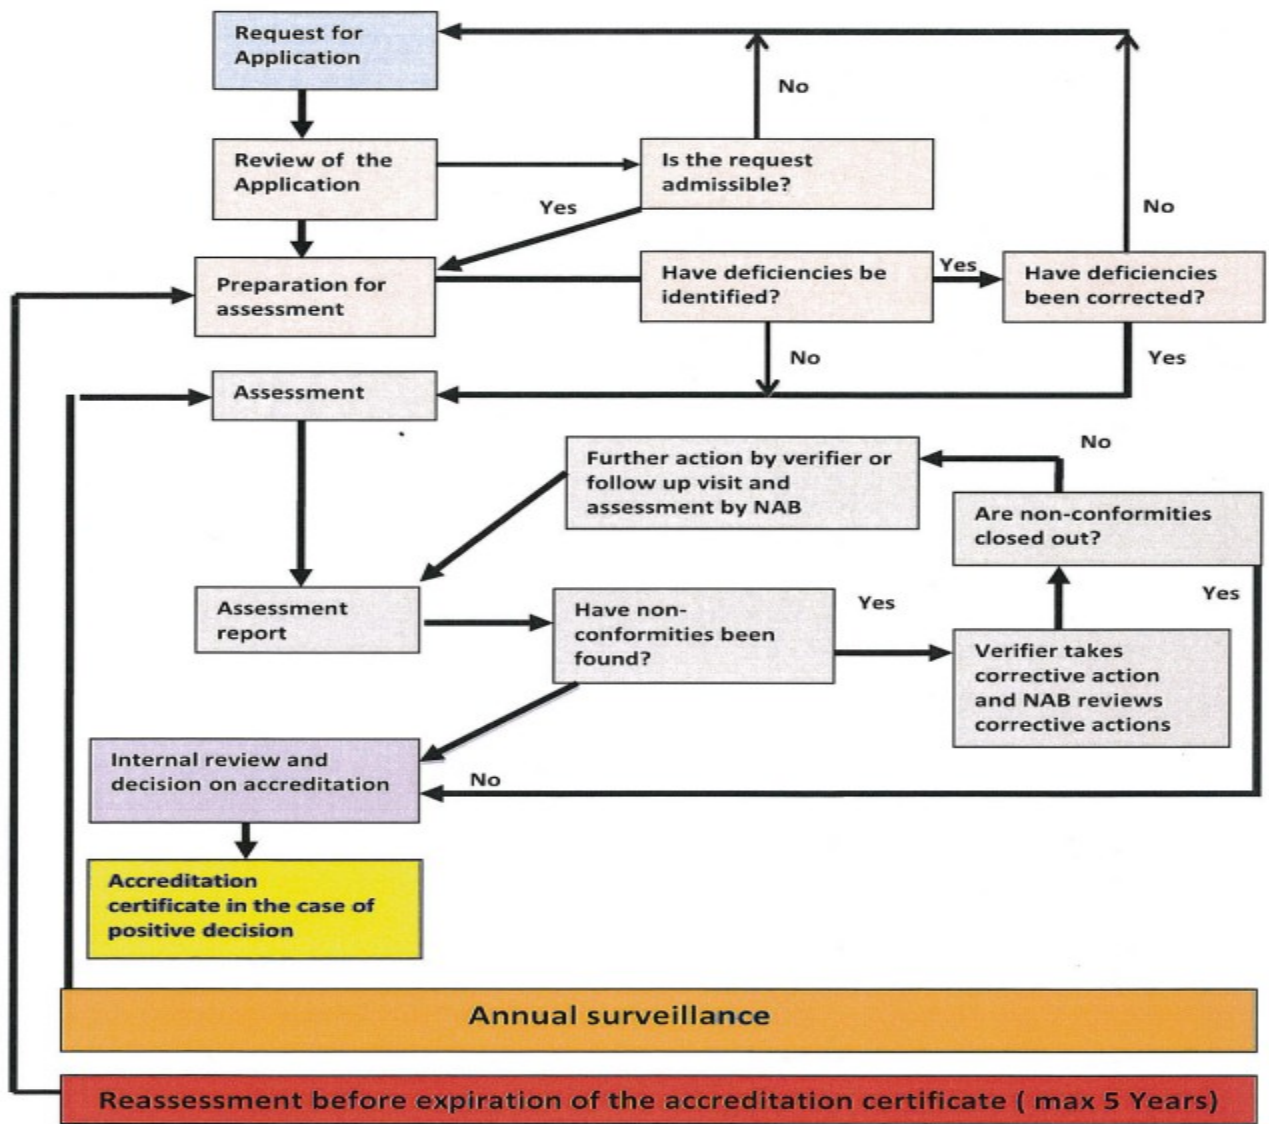 Request for
Application
No
Review of the
Application
Is the request
admissible?
Yes
No
Preparation for
assessment
Have deficiencies be
identified?
Yes
Have deficiencies
been corrected?
No
Yes
Assessment
Further action by verifier or
follow up visit and
assessment by NAB
No
Are non-conformities
closed out?
Assessment
report
Have non-
conformities been
found?
Yes
Yes
Verifier takes
corrective action
and NAB reviews
corrective actions
Internal review and
decision on accreditation
No
Accreditation
certificate in the case of
positive decision
Annual surveillance
Reassessment before expiration of the accreditation certificate ( max 5 Years)